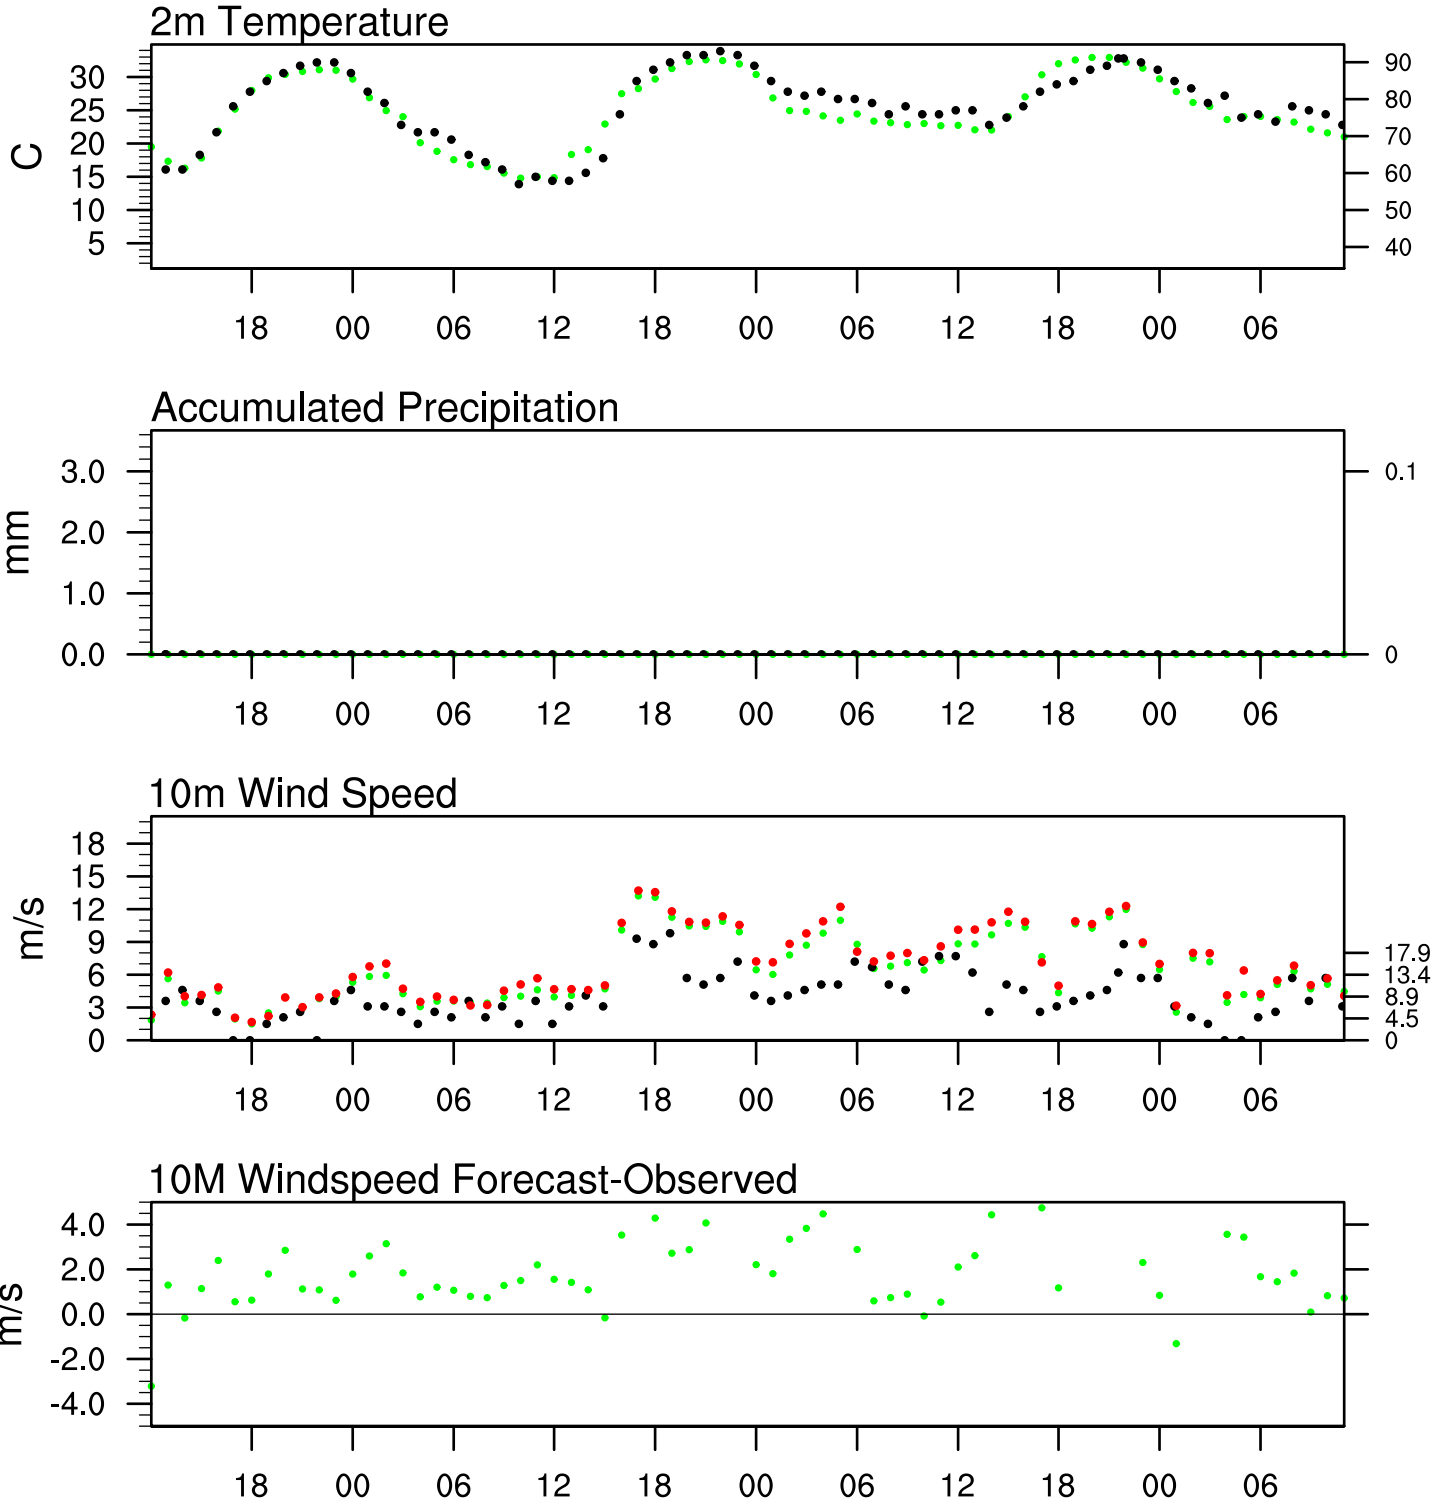 2m Temperature
C
30
25
20
15
10
5
90
80
70
60
50
40
18 00 06 12 18 00 06 12 18 00 06
Accumulated Precipitation
mm
3.0
2.0
1.0
0.0
0.1
0
18 00 06 12 18 00 06 12 18 00 06
10m Wind Speed
m/s
18
15
12
9
6
3
0
17.9
13.4
8.9
4.5
0
18 00 06 12 18 00 06 12 18 00 06
10M Windspeed Forecast-Observed
m/s
4.0
2.0
0.0
-2.0
-4.0
18 00 06 12 18 00 06 12 18 00 06